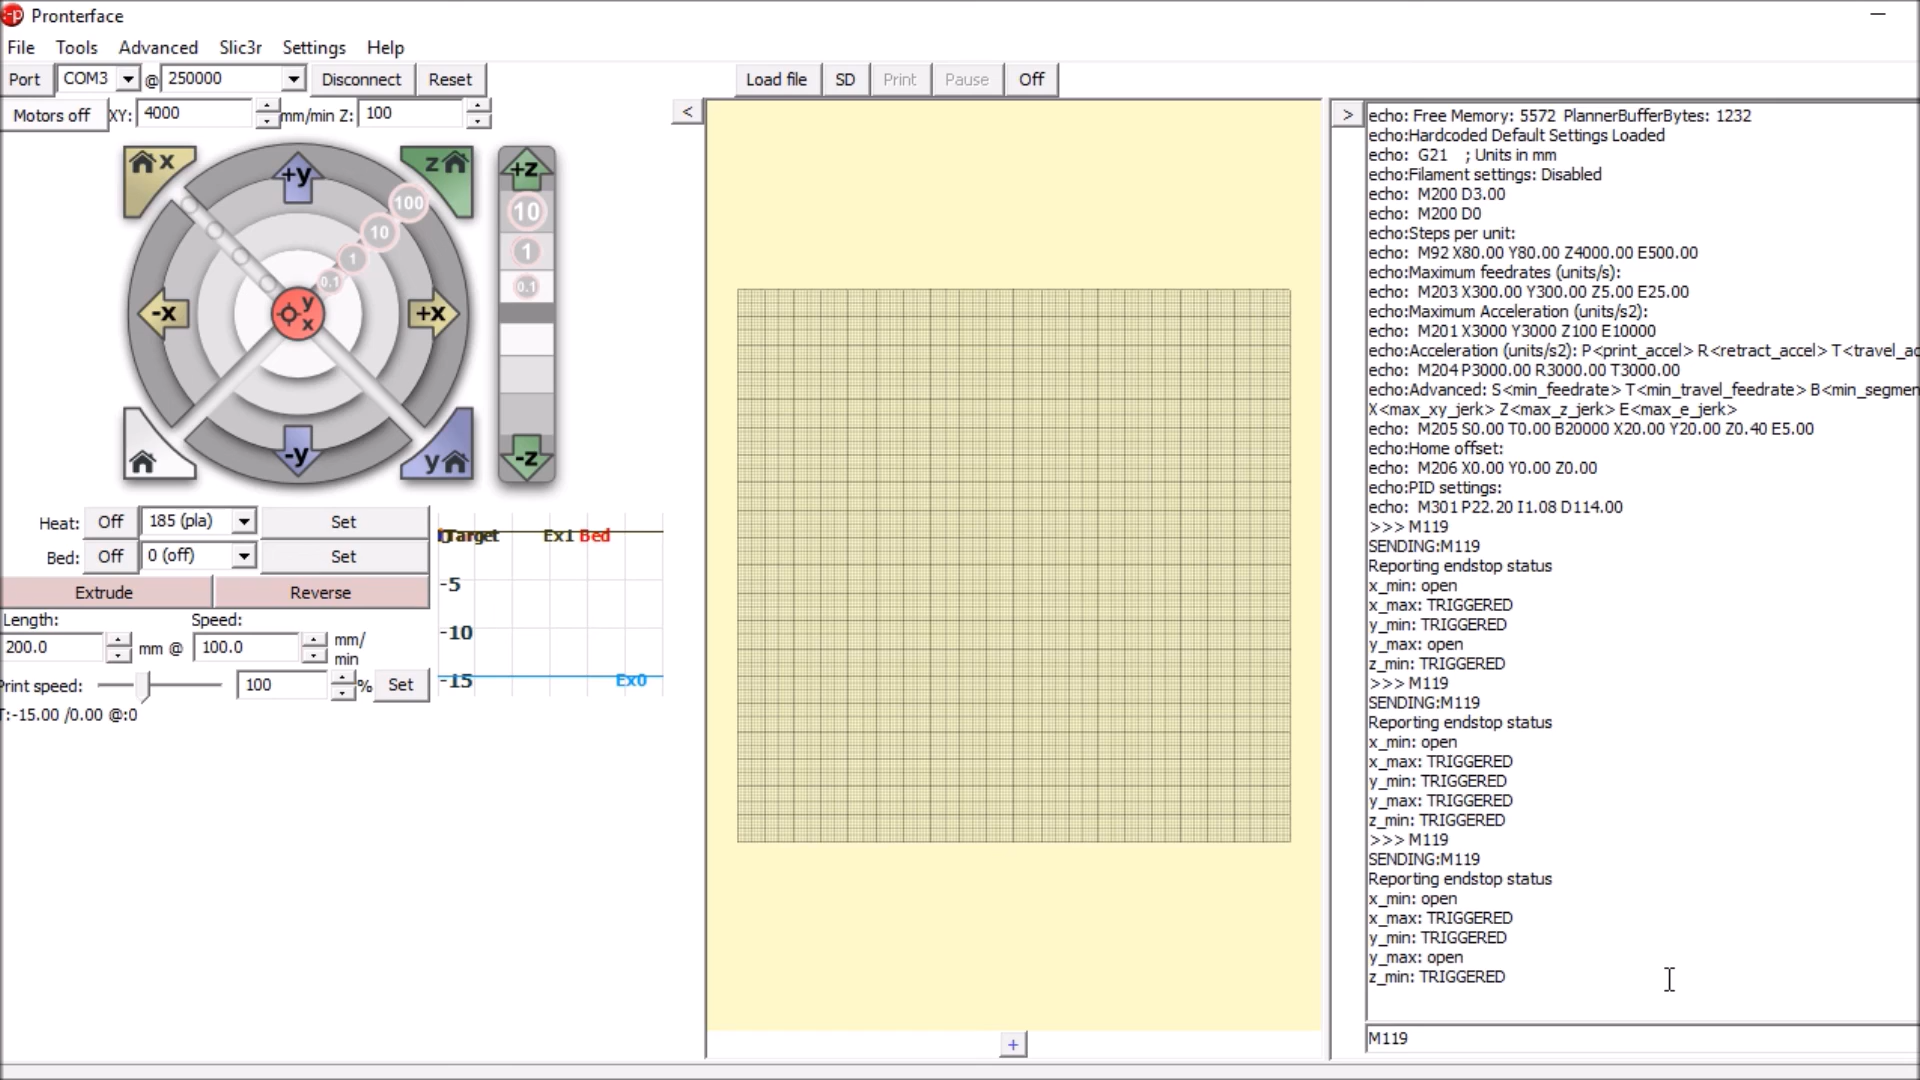 Pronterface
File Tools Advanced Slic3r Settings Help
Port COM3 @ 250000 Disconnect Reset Load file SD Print Pause Off
Motors off XY: 4000 mm/min Z: 100 < >
x z
+y +z
100
10
1
0.1
10
1
0.1
-x y x +x
-y y -z
Heat: Off 185 (pla) Set
Bed: Off 0 (off) Set
Extrude Reverse
Length: Speed:
200.0 mm @ 100.0 mm/
min
Print speed: 100 % Set
T:-15.00 /0.00 @:0
Target Ex1 Bed
-5
-10
-15 Ex0
+
echo: Free Memory: 5572 PlannerBufferBytes: 1232
echo:Hardcoded Default Settings Loaded
echo: G21 ; Units in mm
echo:Filament settings: Disabled
echo: M200 D3.00
echo: M200 D0
echo:Steps per unit:
echo: M92 X80.00 Y80.00 Z4000.00 E500.00
echo:Maximum feedrates (units/s):
echo: M203 X300.00 Y300.00 Z5.00 E25.00
echo:Maximum Acceleration (units/s2):
echo: M201 X3000 Y3000 Z100 E10000
echo:Acceleration (units/s2): P<print_accel> R<retract_accel> T<travel_ac
echo: M204 P3000.00 R3000.00 T3000.00
echo:Advanced: S<min_feedrate> T<min_travel_feedrate> B<min_segmen
X<max_xy_jerk> Z<max_z_jerk> E<max_e_jerk>
echo: M205 S0.00 T0.00 B20000 X20.00 Y20.00 Z0.40 E5.00
echo:Home offset:
echo: M206 X0.00 Y0.00 Z0.00
echo:PID settings:
echo: M301 P22.20 I1.08 D114.00
>>> M119
SENDING:M119
Reporting endstop status
x_min: open
x_max: TRIGGERED
y_min: TRIGGERED
y_max: open
z_min: TRIGGERED
>>> M119
SENDING:M119
Reporting endstop status
x_min: open
x_max: TRIGGERED
y_min: TRIGGERED
y_max: TRIGGERED
z_min: TRIGGERED
>>> M119
SENDING:M119
Reporting endstop status
x_min: open
x_max: TRIGGERED
y_min: TRIGGERED
y_max: open
z_min: TRIGGERED
M119